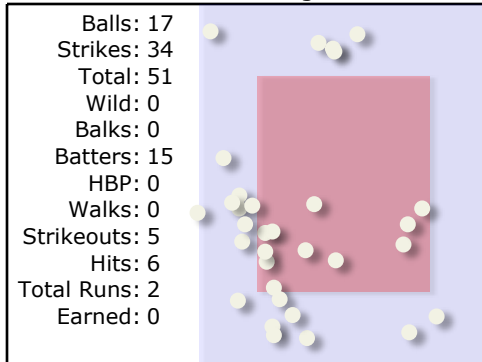 Balls: 17
Strikes: 34
Total: 51
Wild: 0
Balks: 0
Batters: 15
HBP: 0
Walks: 0
Strikeouts: 5
Hits: 6
Total Runs: 2
Earned: 0